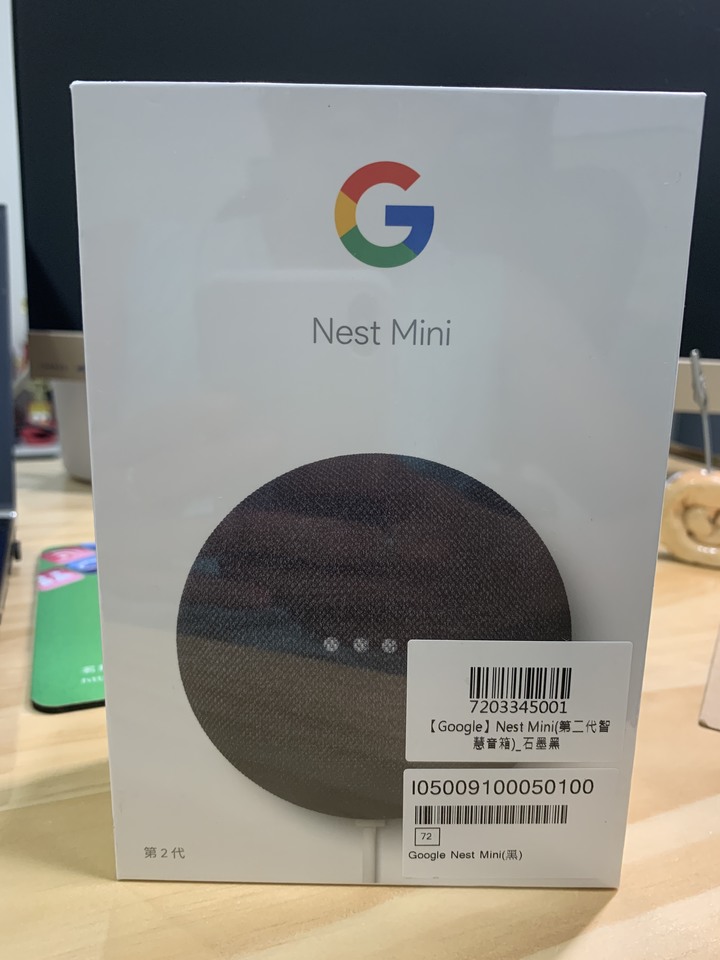 Nest Mini
7203345001
【Google】Nest Mini(第二代智
慧音箱)_石墨黑
I05009100050100
72
Google Nest Mini(黑)
第 2 代